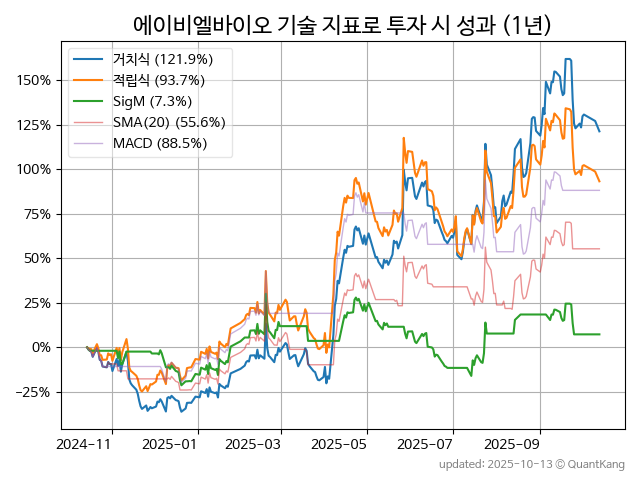 에이비엘바이오 기술 지표로 투자 시 성과 (1년)
거치식 (121.9%)
적립식 (93.7%)
SigM (7.3%)
SMA(20) (55.6%)
MACD (88.5%)
150%
125%
100%
75%
50%
25%
0%
−25%
2024-11
2025-01
2025-03
2025-05
2025-07
2025-09
updated: 2025-10-13 © QuantKang